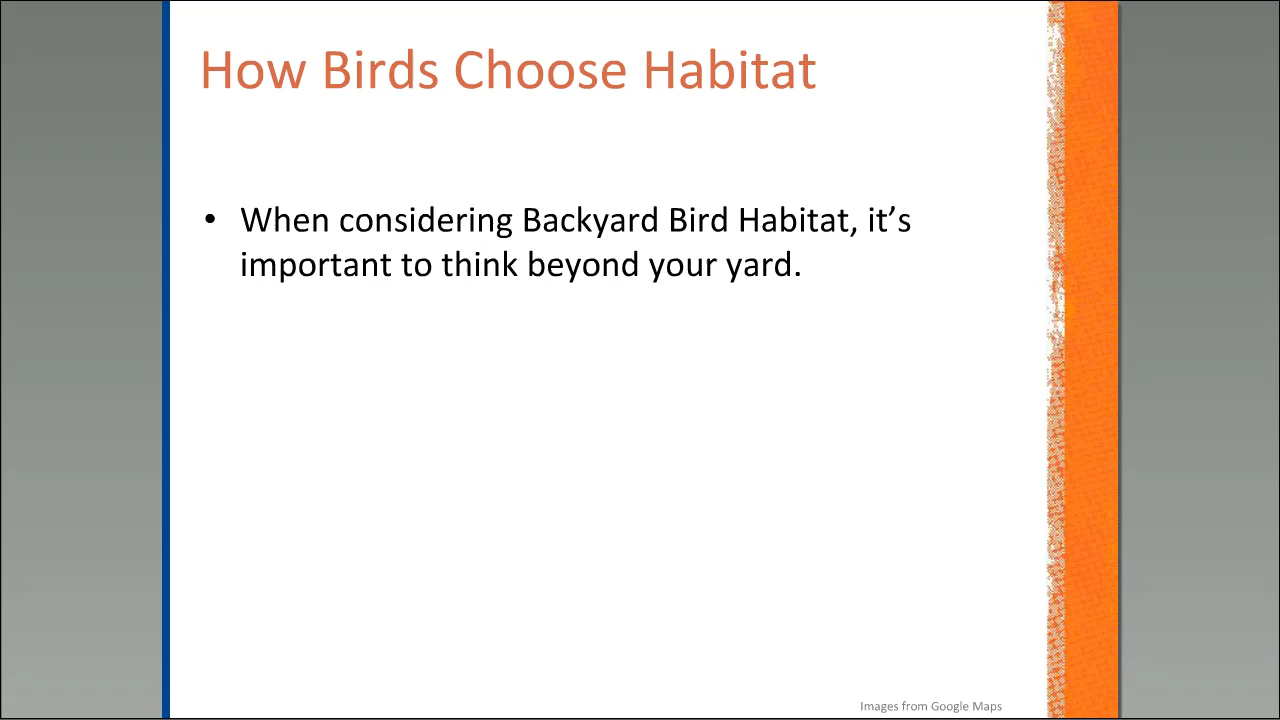 How Birds Choose Habitat
• When considering Backyard Bird Habitat, it’s
important to think beyond your yard.
Images from Google Maps